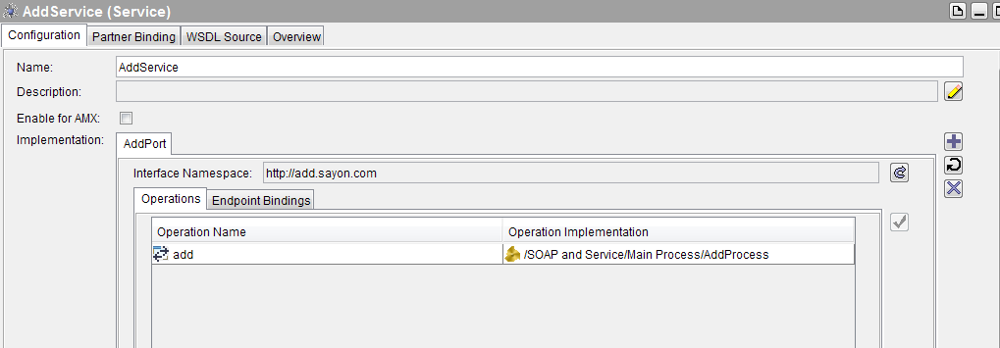 AddService (Service)
Configuration Partner Binding WSDL Source Overview
Name: AddService
Description:
Enable for AMX:
Implementation: AddPort
Interface Namespace: http://add.sayon.com
Operations Endpoint Bindings
Operation Name Operation Implementation
add /SOAP and Service/Main Process/AddProcess